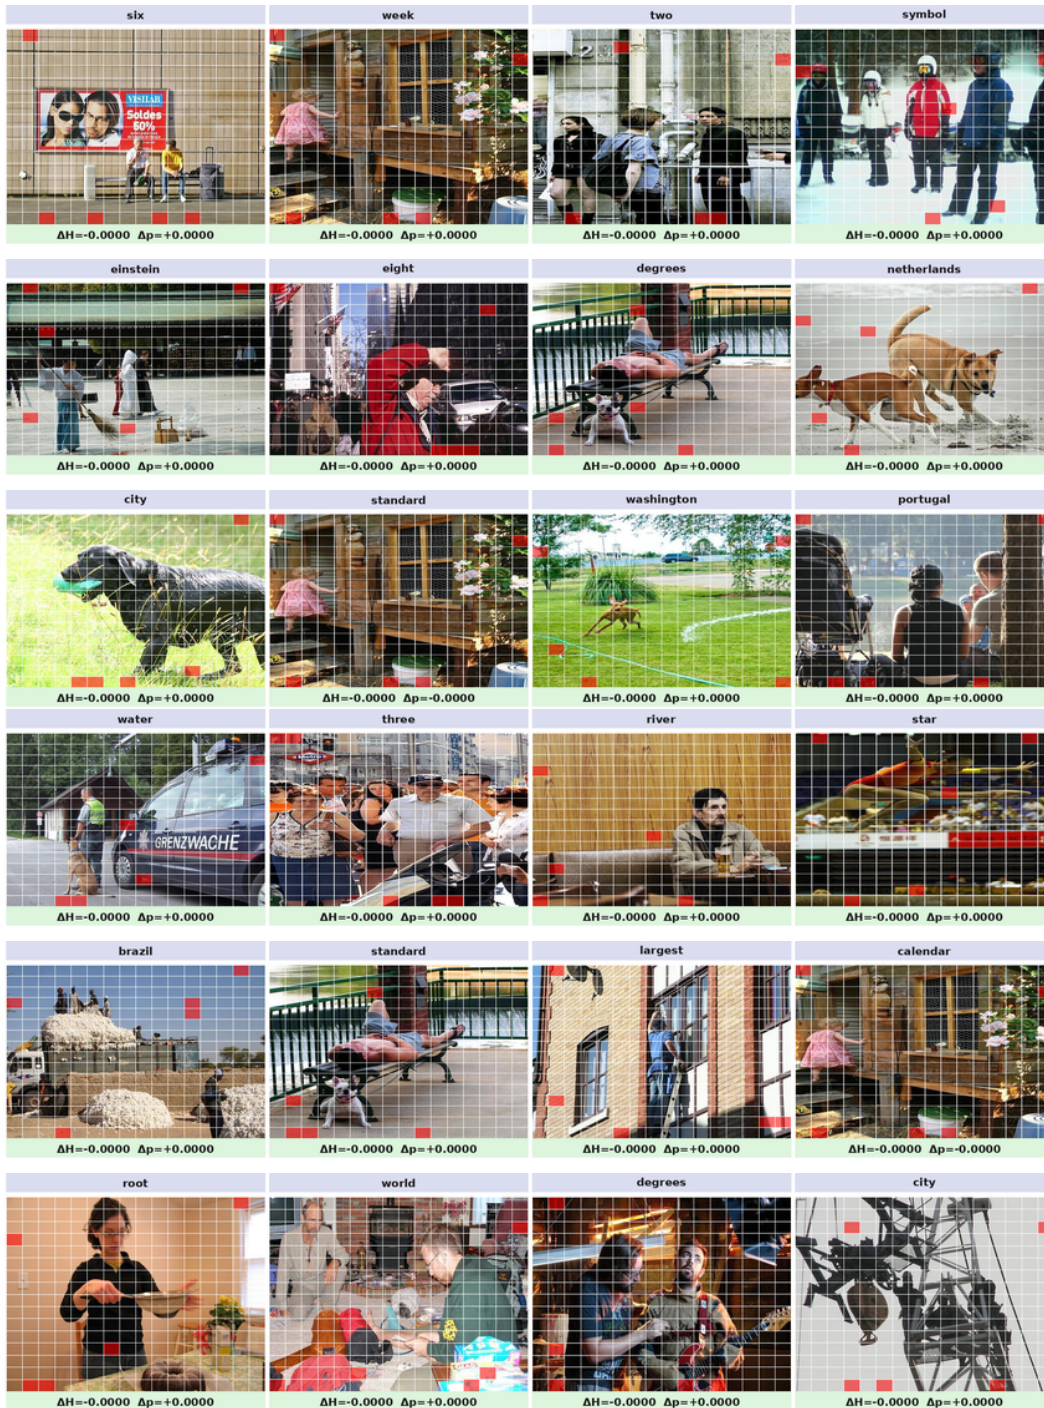 six week two symbol
VISILAB
Soldes
50%
2
ΔH=-0.0000 Δp=+0.0000 ΔH=-0.0000 Δp=+0.0000 ΔH=-0.0000 Δp=+0.0000 ΔH=-0.0000 Δp=+0.0000
einstein eight degrees netherlands
ΔH=-0.0000 Δp=+0.0000 ΔH=-0.0000 Δp=+0.0000 ΔH=-0.0000 Δp=+0.0000 ΔH=-0.0000 Δp=+0.0000
city standard washington portugal
ΔH=-0.0000 Δp=+0.0000 ΔH=-0.0000 Δp=-0.0000 ΔH=-0.0000 Δp=+0.0000 ΔH=-0.0000 Δp=+0.0000
water three river star
Metro
GRENZWACHE
ΔH=-0.0000 Δp=+0.0000 ΔH=-0.0000 Δp=+0.0000 ΔH=-0.0000 Δp=+0.0000 ΔH=-0.0000 Δp=+0.0000
brazil standard largest calendar
ΔH=-0.0000 Δp=+0.0000 ΔH=-0.0000 Δp=+0.0000 ΔH=-0.0000 Δp=+0.0000 ΔH=-0.0000 Δp=-0.0000
root world degrees city
ΔH=-0.0000 Δp=+0.0000 ΔH=-0.0000 Δp=+0.0000 ΔH=-0.0000 Δp=+0.0000 ΔH=-0.0000 Δp=+0.0000